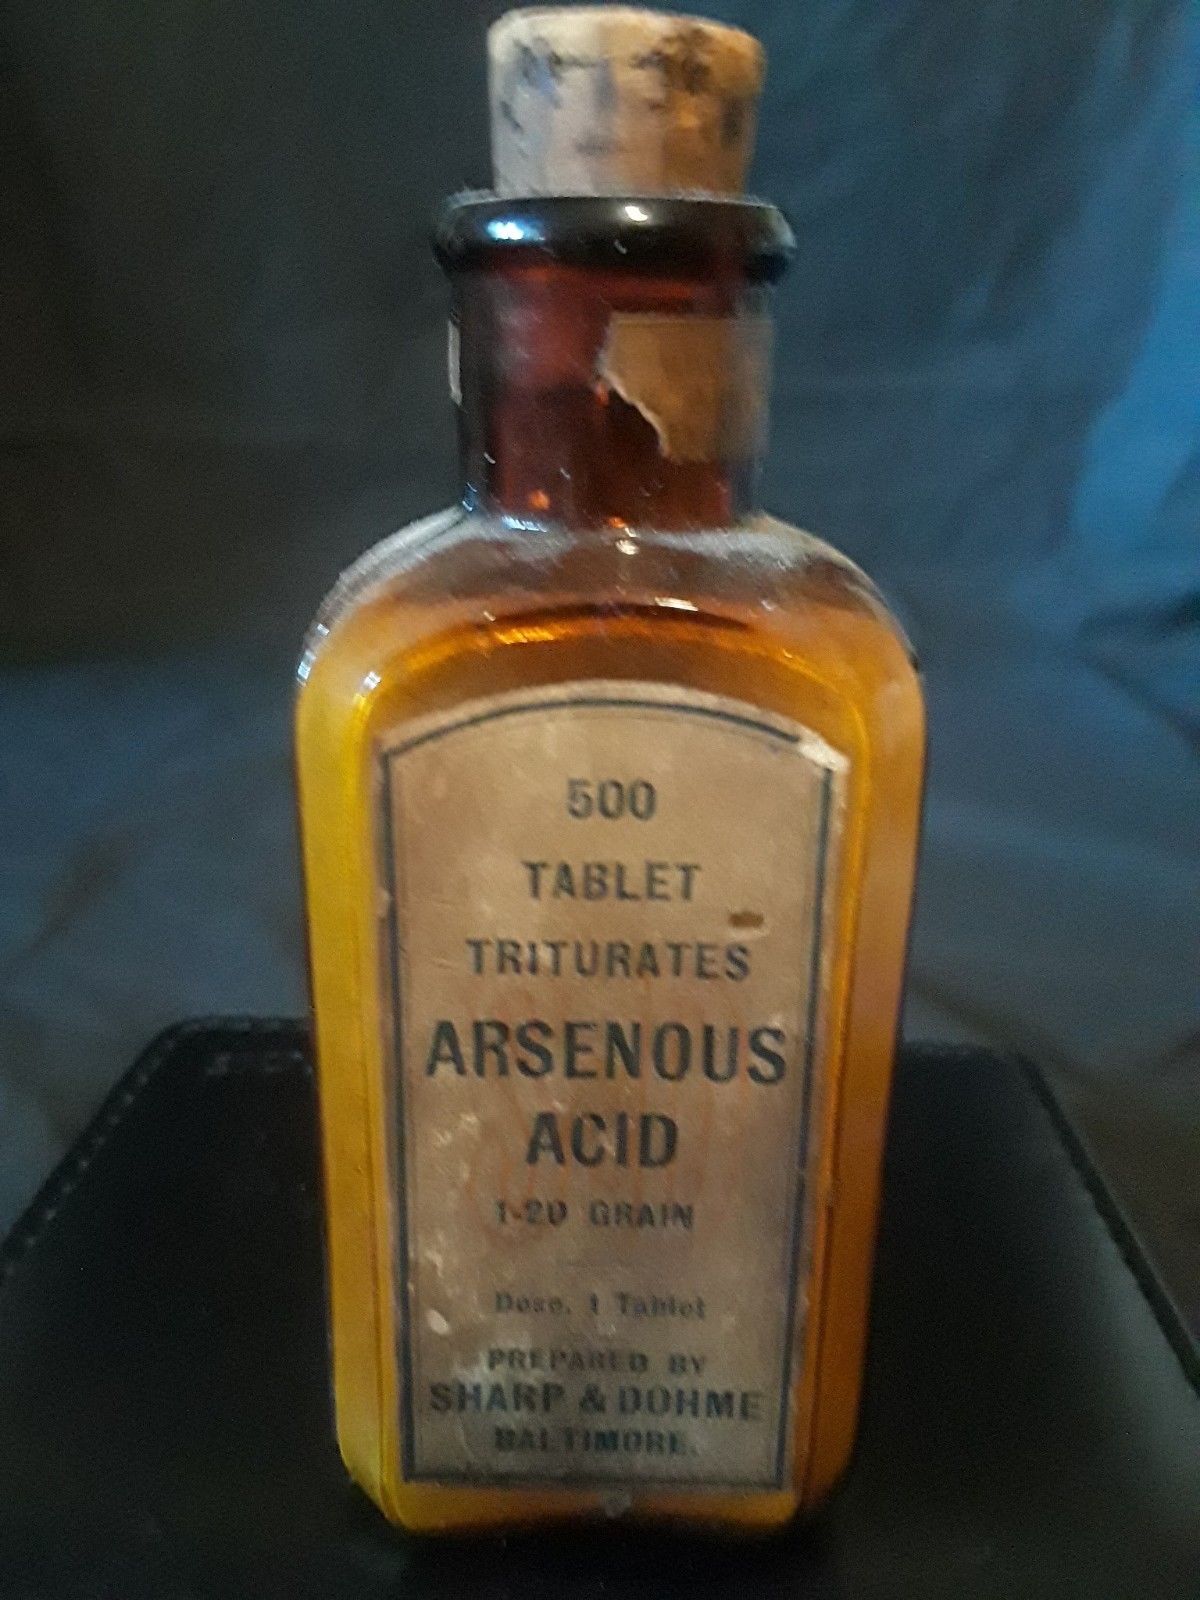 500
TABLET
TRITURATES
ARSENOUS
ACID
1-20 GRAIN
Dose, 1 Tablet
PREPARED BY
SHARP & DOHME
BALTIMORE.